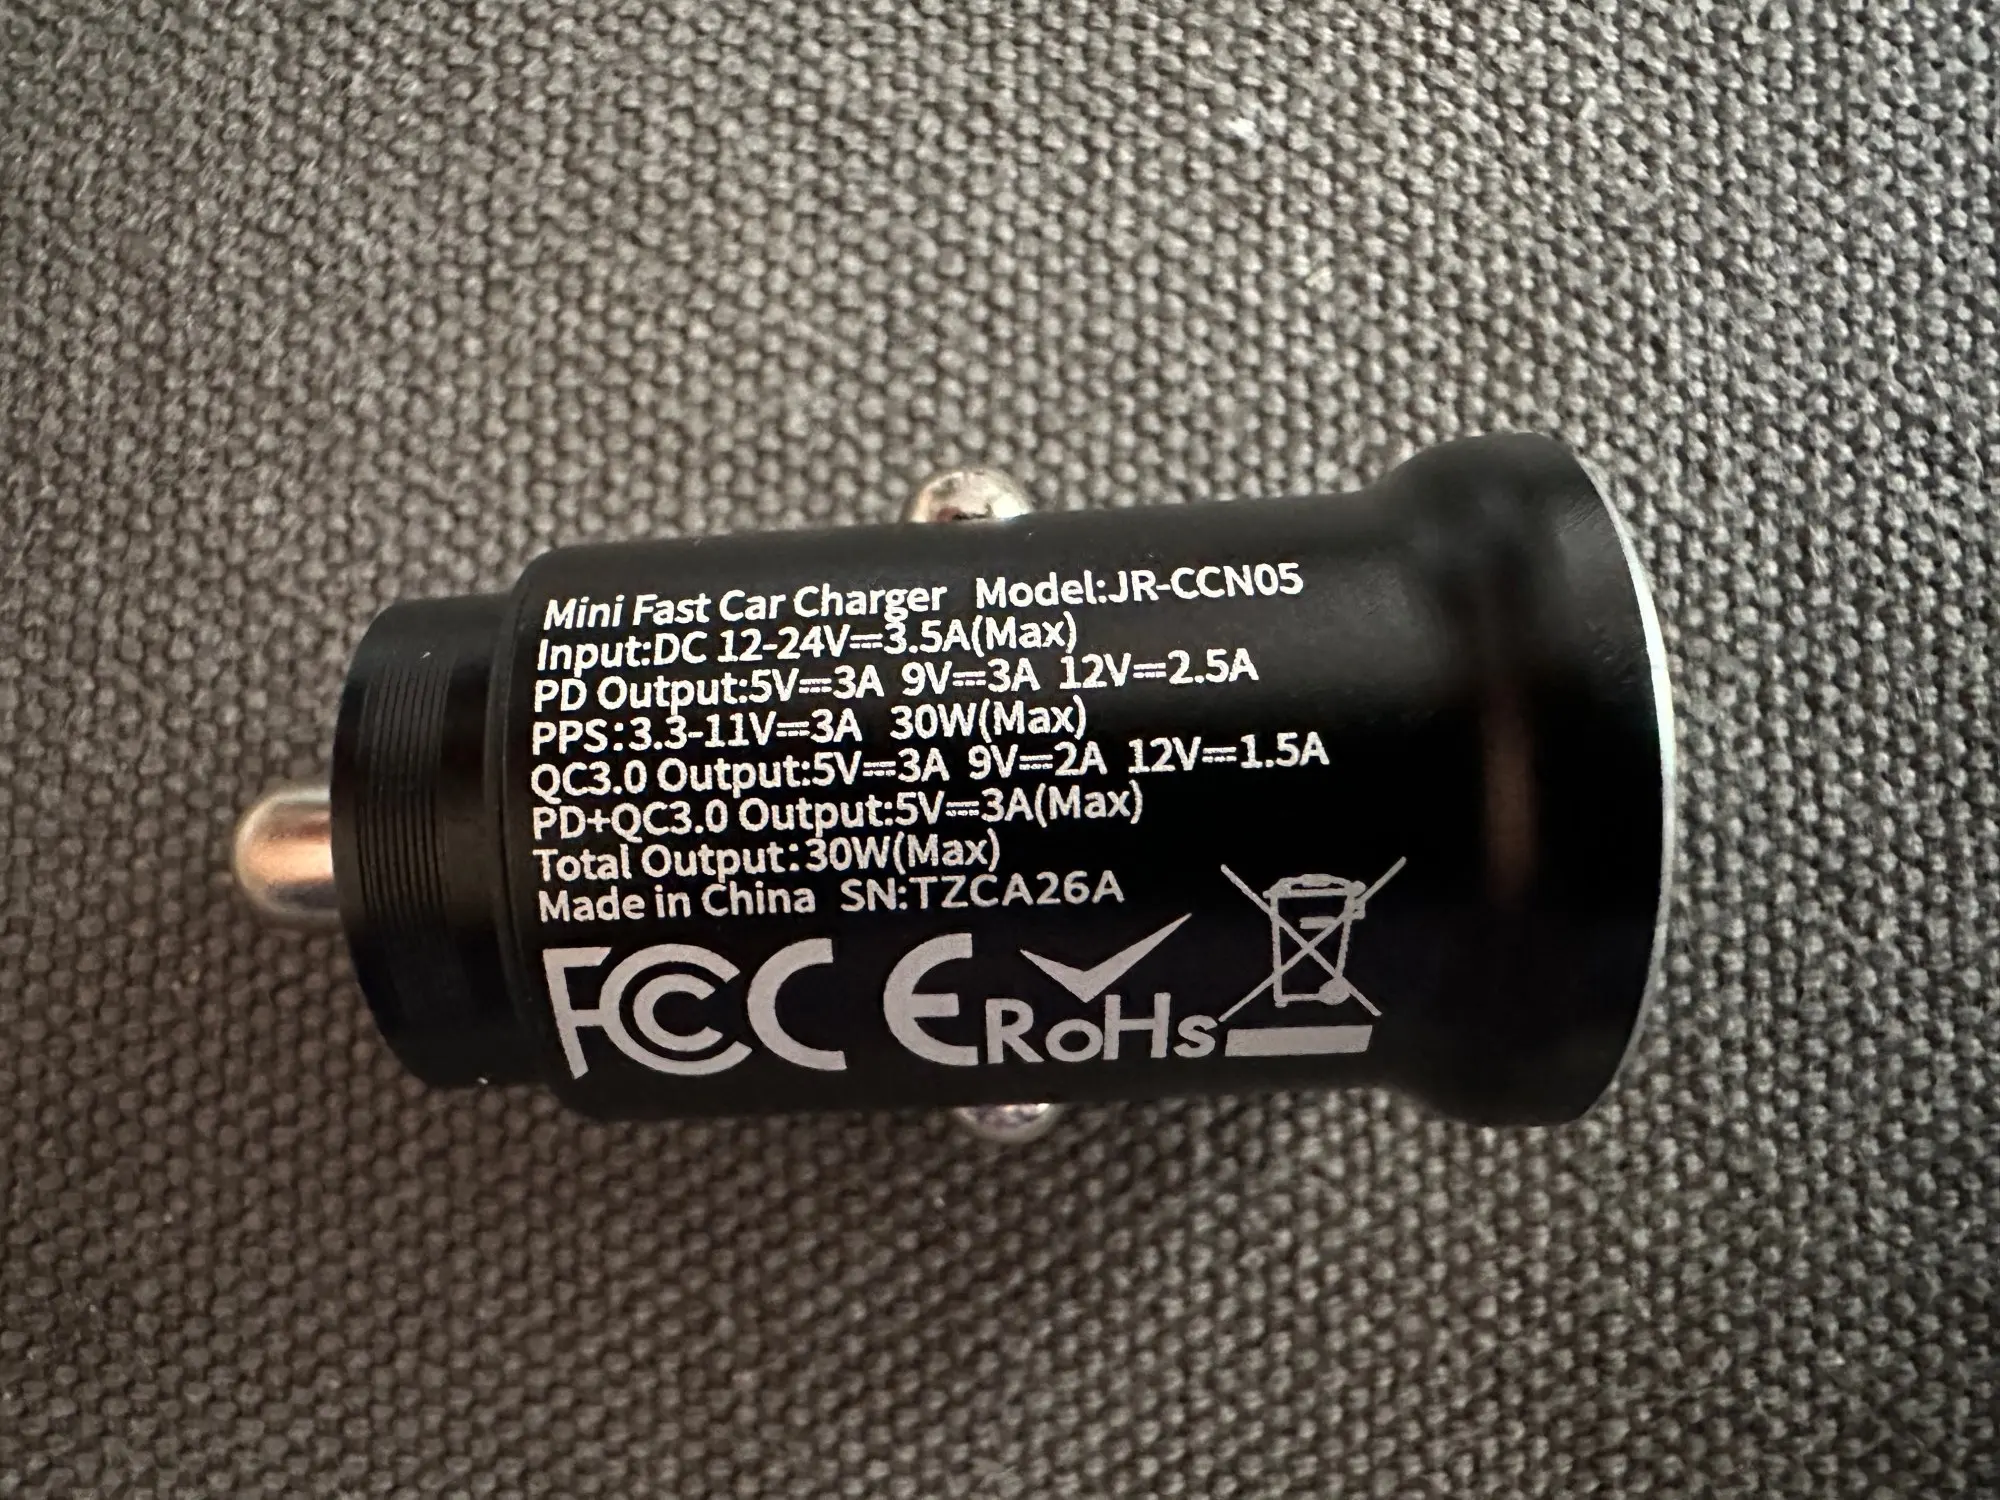 Mini Fast Car Charger Model:JR-CCN05
Input:DC 12-24V⎓3.5A(Max)
PD Output:5V⎓3A 9V⎓3A 12V⎓2.5A
PPS:3.3-11V⎓3A 30W(Max)
QC3.0 Output:5V⎓3A 9V⎓2A 12V⎓1.5A
PD+QC3.0 Output:5V⎓3A(Max)
Total Output:30W(Max)
Made in China SN:TZCA26A
FCC CE RoHs